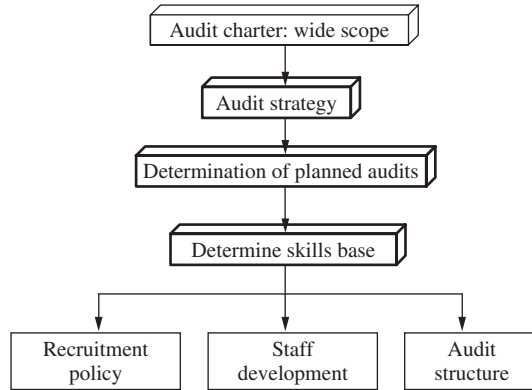 Audit charter: wide scope
Audit strategy
Determination of planned audits
Determine skills base
Recruitment
policy
Staff
development
Audit
structure